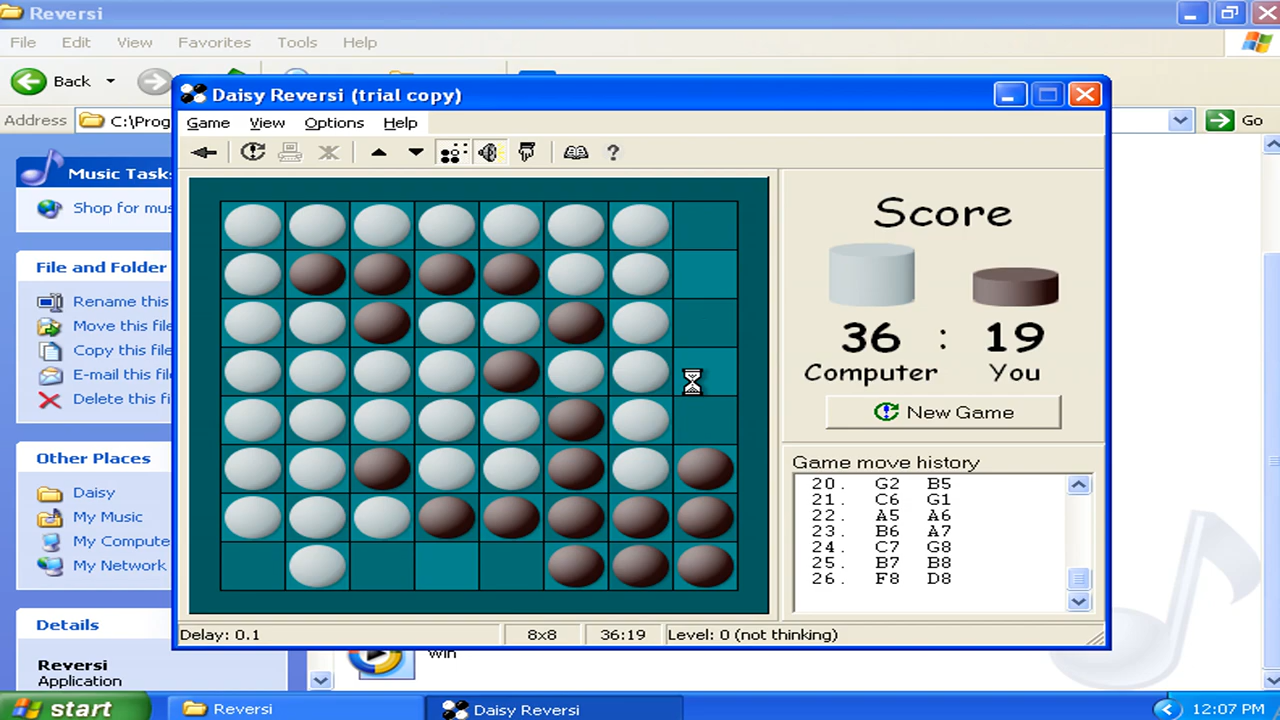 Reversi
File Edit View Favorites Tools Help
Back
Address C:\Prog
Go
Daisy Reversi (trial copy)
Game View Options Help
Music Task
Shop for mus
File and Folder
Rename this
Move this file
Copy this file
E-mail this fi
Delete this fi
Other Places
Daisy
My Music
My Compute
My Network
Details
Reversi
Application
Score
36 : 19
Computer You
New Game
Game move history
20. G2 B5
21. C6 G1
22. A5 A6
23. B6 A7
24. C7 G8
25. B7 B8
26. F8 D8
Delay: 0.1 8x8 36:19 Level: 0 (not thinking)
start Reversi Daisy Reversi 12:07 PM